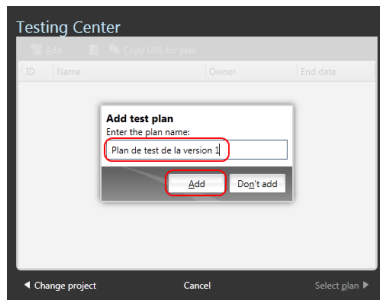 Testing Center
Add Copy URL for plan
ID Name Owner End date
Add test plan
Enter the plan name:
Plan de test de la version 1
Add Don't add
Change project Cancel Select plan